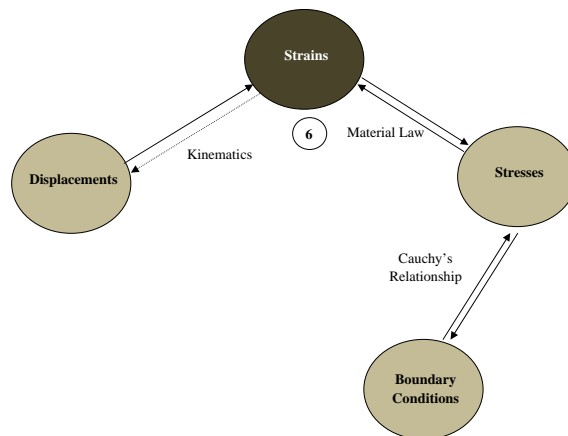 Strains
6
Material Law
Kinematics
Displacements
Stresses
Cauchy's
Relationship
Boundary
Conditions